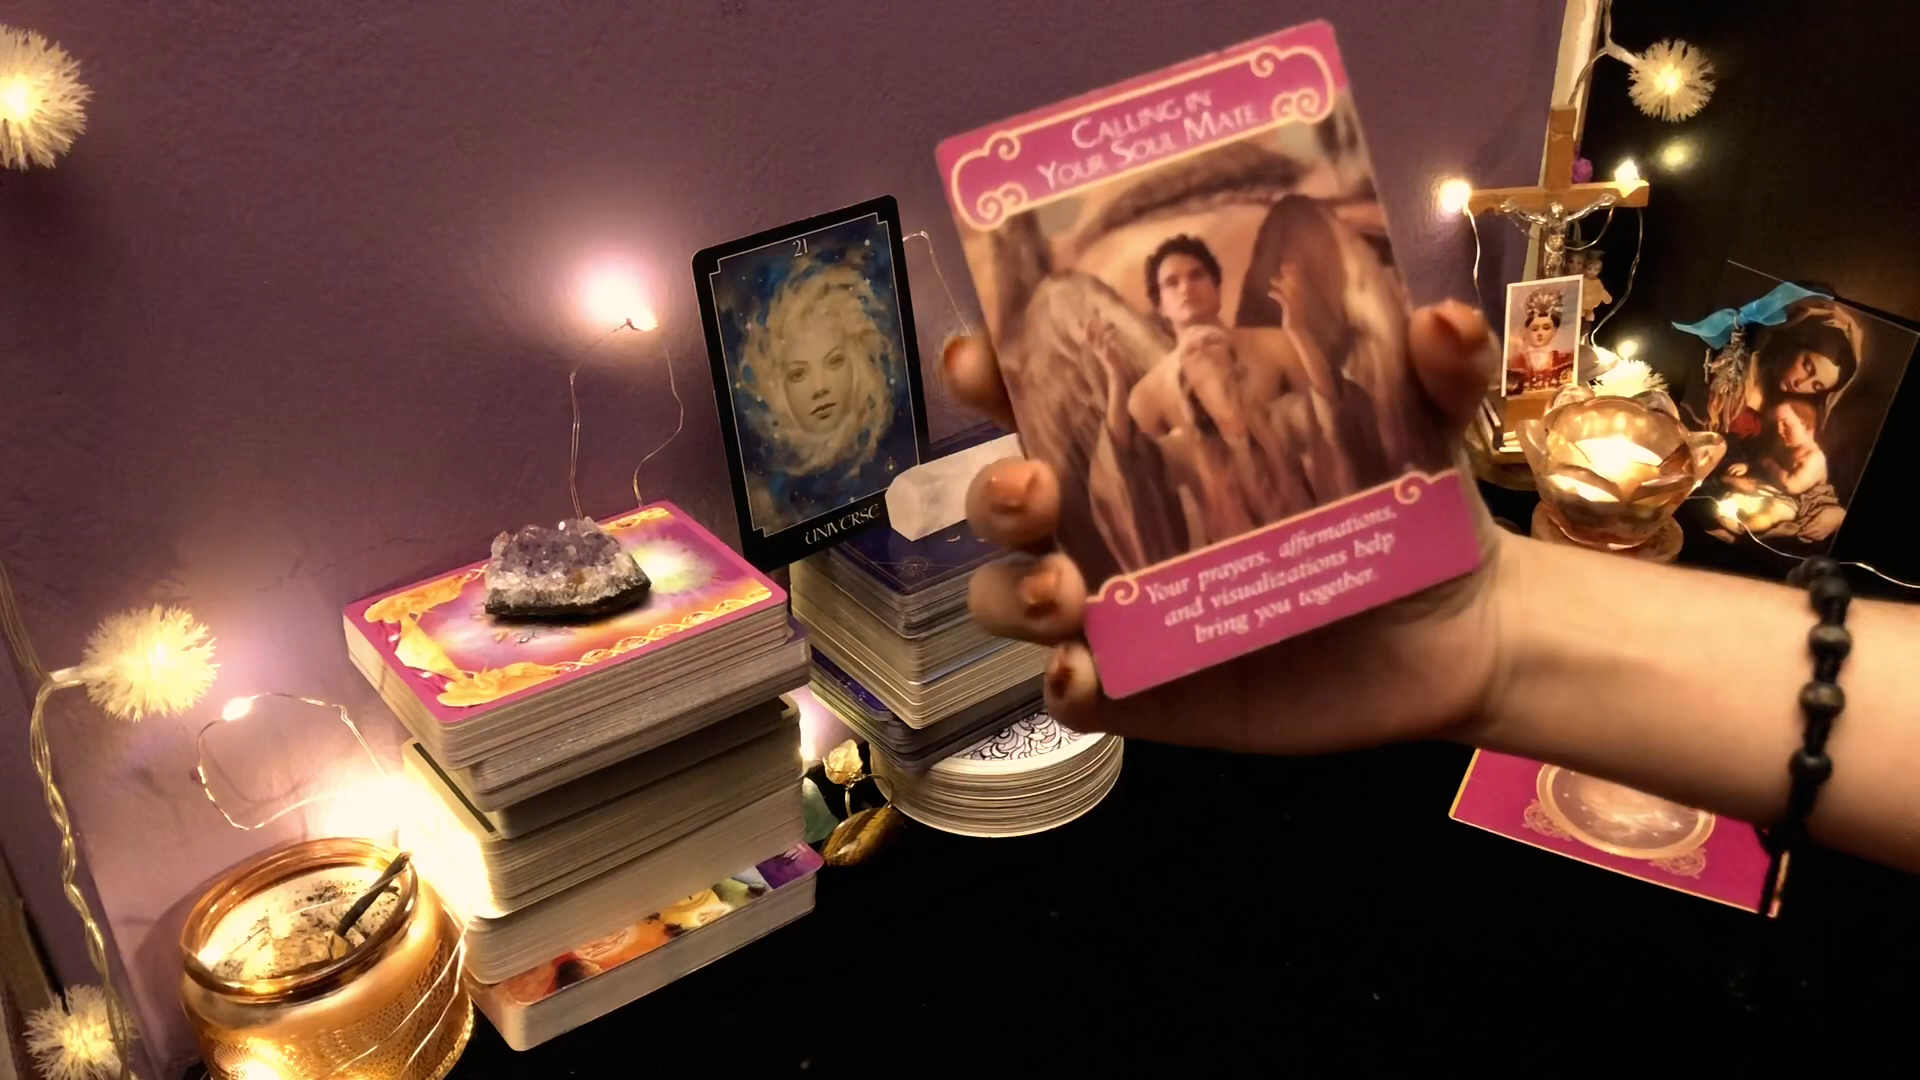 CALLING IN
YOUR SOUL MATE
Your prayers, affirmations,
and visualizations help
bring you together.
21
UNIVERSE